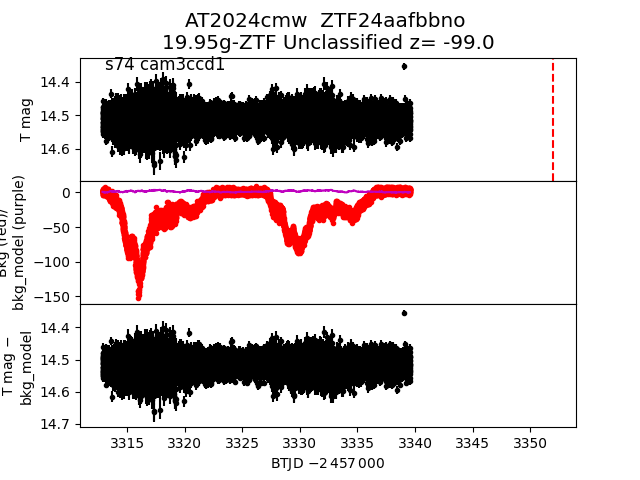 AT2024cmw  ZTF24aafbbno
19.95g-ZTF Unclassified z= -99.0
s74 cam3ccd1
14.4
14.5
14.6
T mag
0
−50
−100
−150
Bkg (red)/
bkg_model (purple)
14.4
14.5
14.6
14.7
T mag −
bkg_model
3315 3320 3325 3330 3335 3340 3345 3350
BTJD −2 457 000